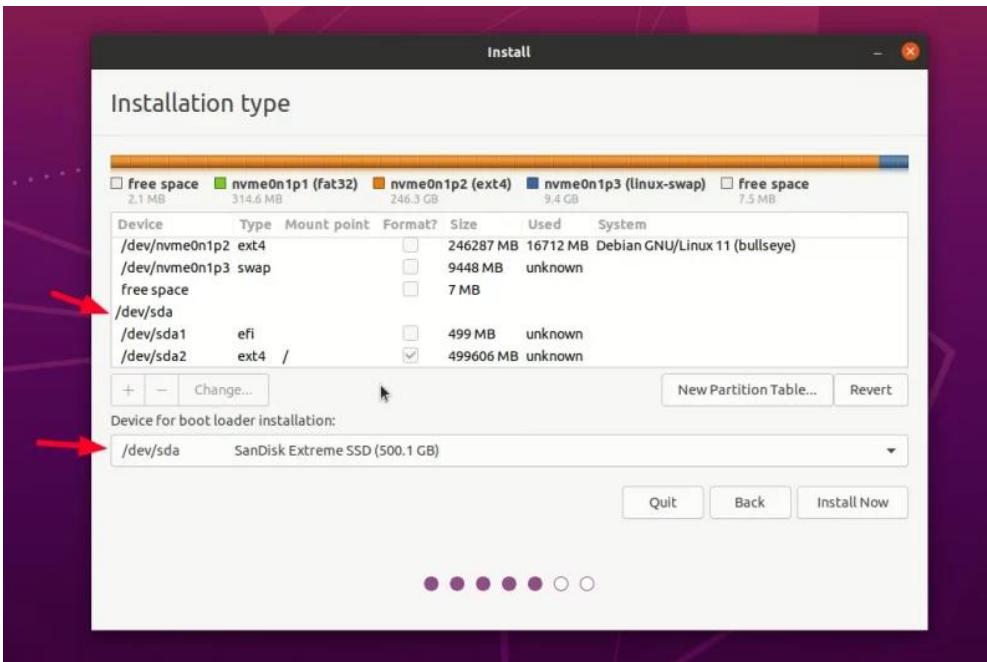 Install
Installation type
free space nvme0n1p1 (fat32) nvme0n1p2 (ext4) nvme0n1p3 (linux-swap) free space
2.1 MB 314.6 MB 246.3 GB 9.4 GB 7.5 MB
Device Type Mount point Format? Size Used System
/dev/nvme0n1p2 ext4 246287 MB 16712 MB Debian GNU/Linux 11 (bullseye)
/dev/nvme0n1p3 swap 9448 MB unknown
free space 7 MB
/dev/sda
/dev/sda1 efi 499 MB unknown
/dev/sda2 ext4 / 499606 MB unknown
+ − Change... New Partition Table... Revert
Device for boot loader installation:
/dev/sda SanDisk Extreme SSD (500.1 GB)
Quit Back Install Now